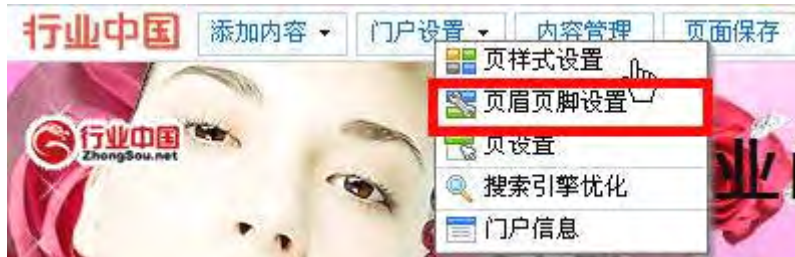 行业中国 添加内容 门户设置 内容管理 页面保存
页样式设置
页眉页脚设置
行业中国
ZhongSou.net
页设置
业
搜索引擎优化
门户信息